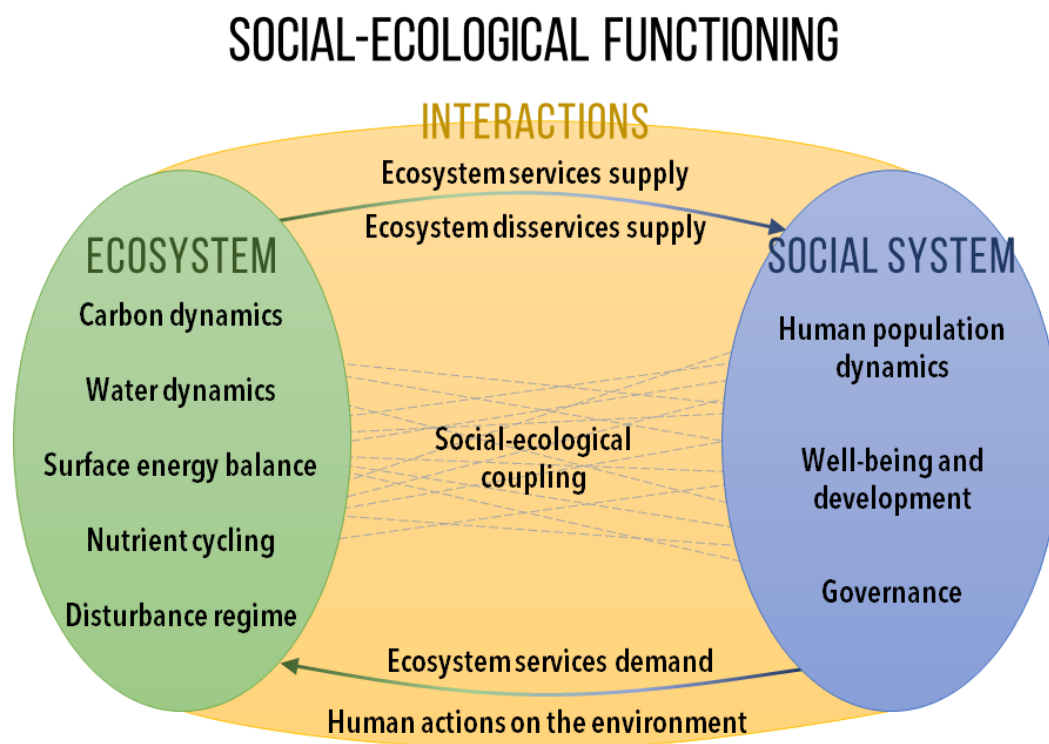 SOCIAL-ECOLOGICAL FUNCTIONING
INTERACTIONS
Ecosystem services supply
Ecosystem disservices supply
ECOSYSTEM
Carbon dynamics
Water dynamics
Surface energy balance
Nutrient cycling
Disturbance regime
Social-ecological
coupling
SOCIAL SYSTEM
Human population
dynamics
Well-being and
development
Governance
Ecosystem services demand
Human actions on the environment